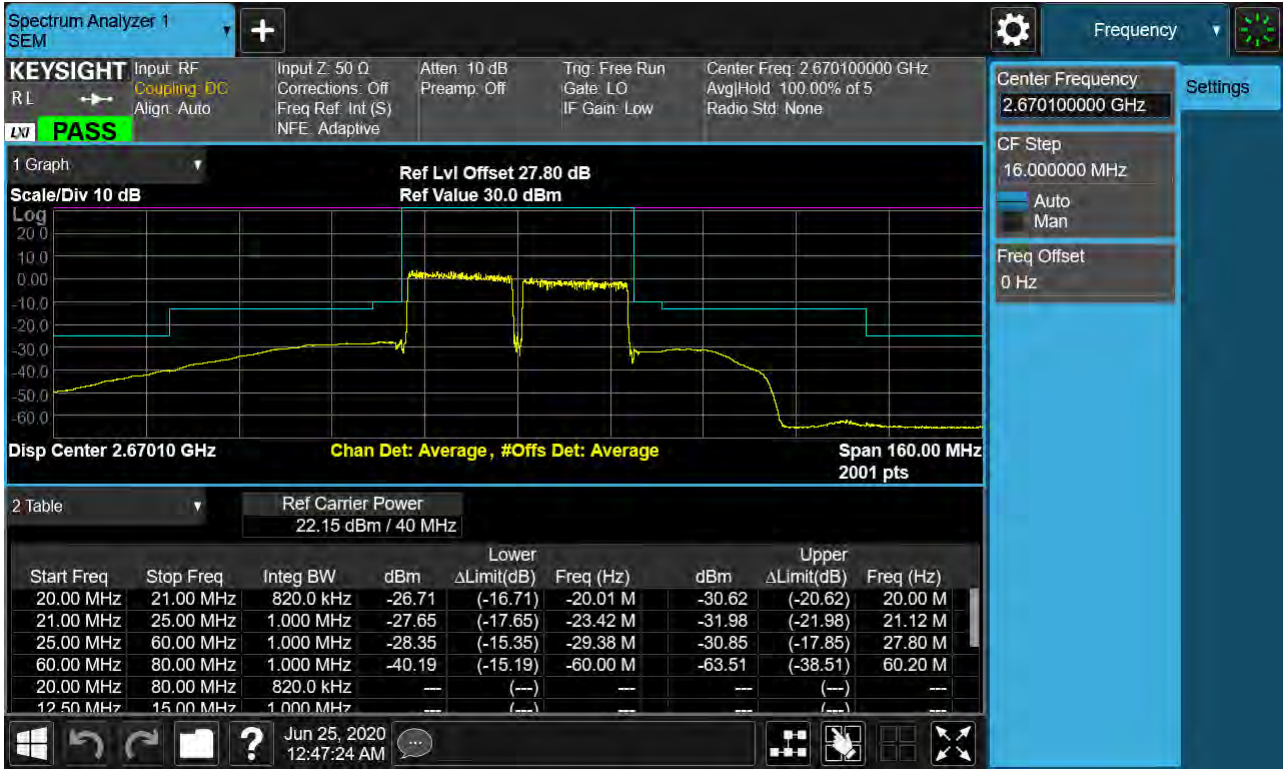 Spectrum Analyzer 1
SEM
Frequency
KEYSIGHT
R L
LXI
PASS
Input: RF
Coupling: DC
Align: Auto
Input Z: 50 Ω
Corrections: Off
Freq Ref: Int (S)
NFE: Adaptive
Atten: 10 dB
Preamp: Off
Trig: Free Run
Gate: LO
IF Gain: Low
Center Freq: 2.670100000 GHz
Avg|Hold: 100.00% of 5
Radio Std: None
Center Frequency
2.670100000 GHz
Settings
CF Step
16.000000 MHz
Auto
Man
Freq Offset
0 Hz
1 Graph
Scale/Div 10 dB
Ref Lvl Offset 27.80 dB
Ref Value 30.0 dBm
Log
20.0
10.0
0.00
-10.0
-20.0
-30.0
-40.0
-50.0
-60.0
Disp Center 2.67010 GHz
Chan Det: Average, #Offs Det: Average
Span 160.00 MHz
2001 pts
2 Table
Ref Carrier Power
22.15 dBm / 40 MHz
Lower Upper
Start Freq Stop Freq Integ BW dBm ΔLimit(dB) Freq (Hz) dBm ΔLimit(dB) Freq (Hz)
20.00 MHz 21.00 MHz 820.0 kHz -26.71 (-16.71) -20.01 M -30.62 (-20.62) 20.00 M
21.00 MHz 25.00 MHz 1.000 MHz -27.65 (-17.65) -23.42 M -31.98 (-21.98) 21.12 M
25.00 MHz 60.00 MHz 1.000 MHz -28.35 (-15.35) -29.38 M -30.85 (-17.85) 27.80 M
60.00 MHz 80.00 MHz 1.000 MHz -40.19 (-15.19) -60.00 M -63.51 (-38.51) 60.20 M
20.00 MHz 80.00 MHz 820.0 kHz --- (---) --- --- (---) ---
12.50 MHz 15.00 MHz 1.000 MHz --- (---) --- --- (---) ---
?
Jun 25, 2020
12:47:24 AM